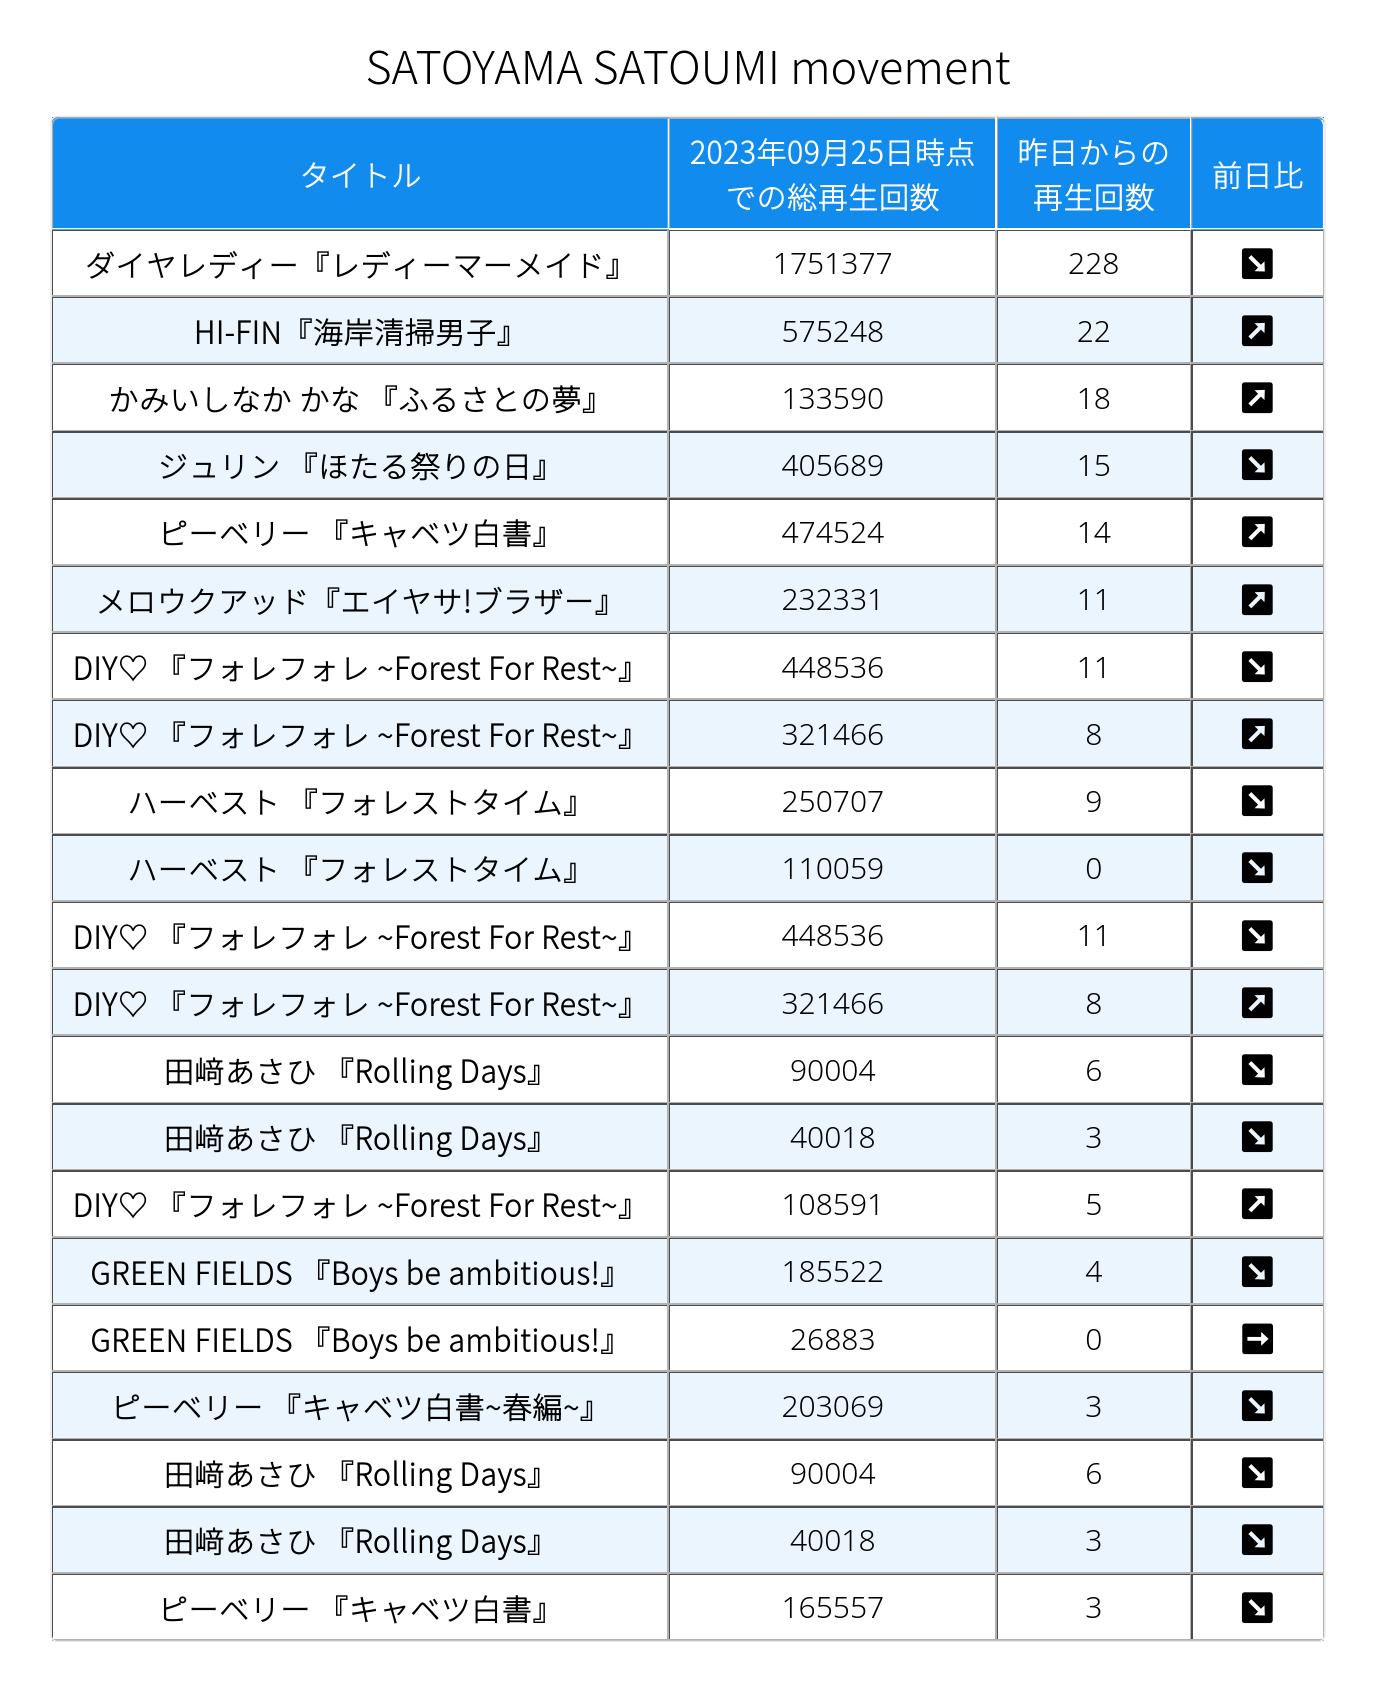 SATOYAMA SATOUMI movement
タイトル 2023年09月25日時点での総再生回数 昨日からの再生回数 前日比
ダイヤレディー『レディーマーメイド』 1751377 228 ↘
HI-FIN『海岸清掃男子』 575248 22 ↗
かみいしなか かな 『ふるさとの夢』 133590 18 ↗
ジュリン 『ほたる祭りの日』 405689 15 ↘
ピーベリー 『キャベツ白書』 474524 14 ↗
メロウクアッド『エイヤサ!ブラザー』 232331 11 ↗
DIY♡ 『フォレフォレ ~Forest For Rest~』 448536 11 ↘
DIY♡ 『フォレフォレ ~Forest For Rest~』 321466 8 ↗
ハーベスト 『フォレストタイム』 250707 9 ↘
ハーベスト 『フォレストタイム』 110059 0 ↘
DIY♡ 『フォレフォレ ~Forest For Rest~』 448536 11 ↘
DIY♡ 『フォレフォレ ~Forest For Rest~』 321466 8 ↗
田﨑あさひ 『Rolling Days』 90004 6 ↘
田﨑あさひ 『Rolling Days』 40018 3 ↘
DIY♡ 『フォレフォレ ~Forest For Rest~』 108591 5 ↗
GREEN FIELDS 『Boys be ambitious!』 185522 4 ↘
GREEN FIELDS 『Boys be ambitious!』 26883 0 →
ピーベリー 『キャベツ白書~春編~』 203069 3 ↘
田﨑あさひ 『Rolling Days』 90004 6 ↘
田﨑あさひ 『Rolling Days』 40018 3 ↘
ピーベリー 『キャベツ白書』 165557 3 ↘